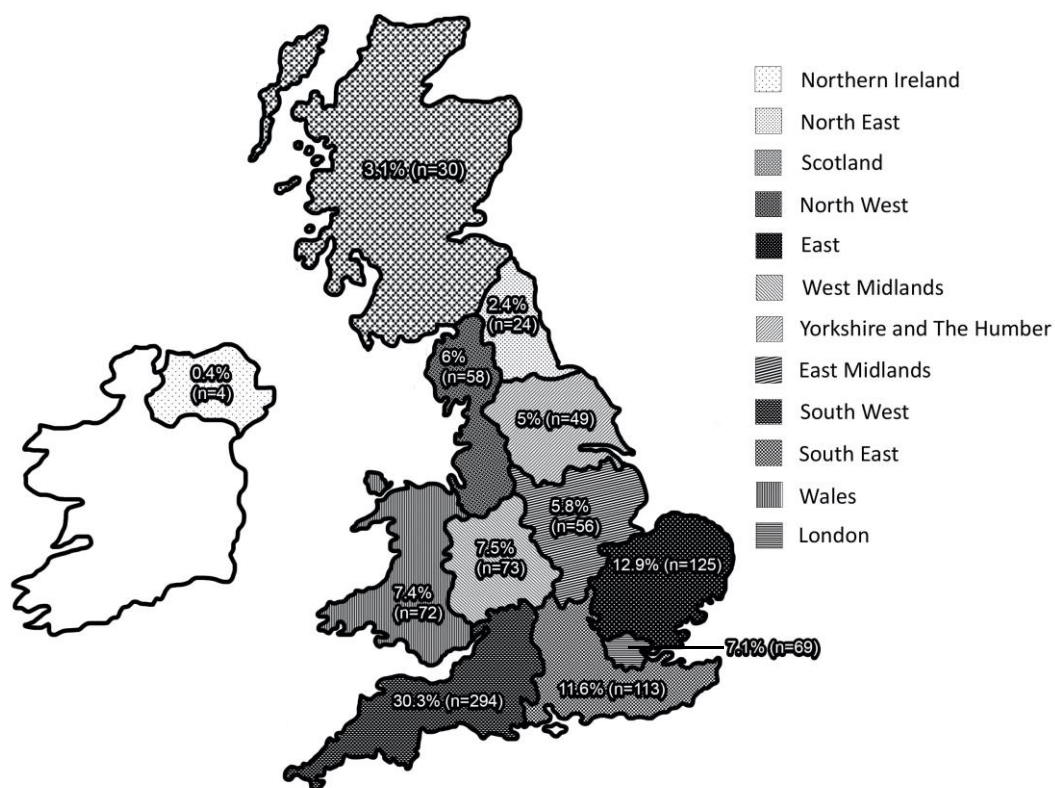 Northern Ireland
North East
Scotland
North West
East
West Midlands
Yorkshire and The Humber
East Midlands
South West
South East
Wales
London
3.1% (n=30)
2.4%
(n=24)
6%
(n=58)
0.4%
(n=4)
5% (n=49)
5.8%
(n=56)
7.5%
(n=73)
12.9% (n=125)
7.4%
(n=72)
7.1% (n=69)
30.3% (n=294)
11.6% (n=113)